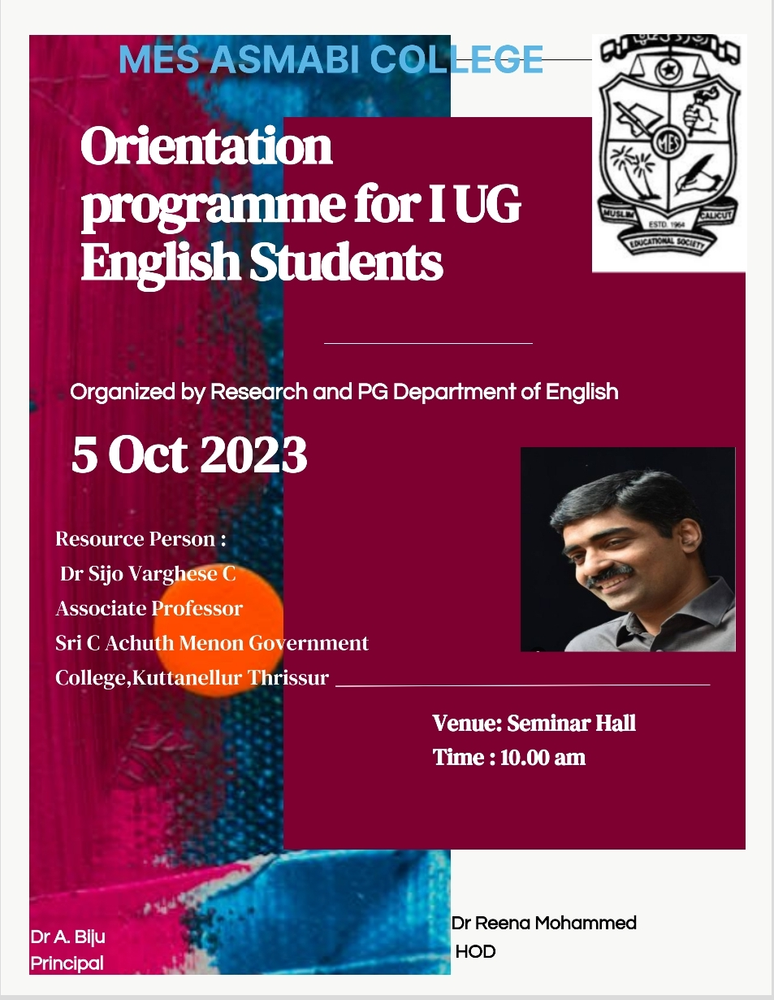 MES ASMABI COLLEGE
Orientation
programme for I UG
English Students
MES
MUSLIM
CALICUT
ESTD. 1964
EDUCATIONAL SOCIETY
Organized by Research and PG Department of English
5 Oct 2023
Resource Person :
Dr Sijo Varghese C
Associate Professor
Sri C Achuth Menon Government
College,Kuttanellur Thrissur
Venue: Seminar Hall
Time : 10.00 am
Dr Reena Mohammed
HOD
Dr A. Biju
Principal